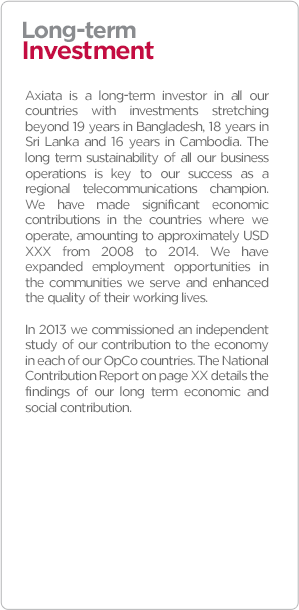 Long-term
Investment
Axiata is a long-term investor in all our
countries with investments stretching
beyond 19 years in Bangladesh, 18 years in
Sri Lanka and 16 years in Cambodia. The
long term sustainability of all our business
operations is key to our success as a
regional telecommunications champion.
We have made significant economic
contributions in the countries where we
operate, amounting to approximately USD
XXX from 2008 to 2014. We have
expanded employment opportunities in
the communities we serve and enhanced
the quality of their working lives.
In 2013 we commissioned an independent
study of our contribution to the economy
in each of our OpCo countries. The National
Contribution Report on page XX details the
findings of our long term economic and
social contribution.